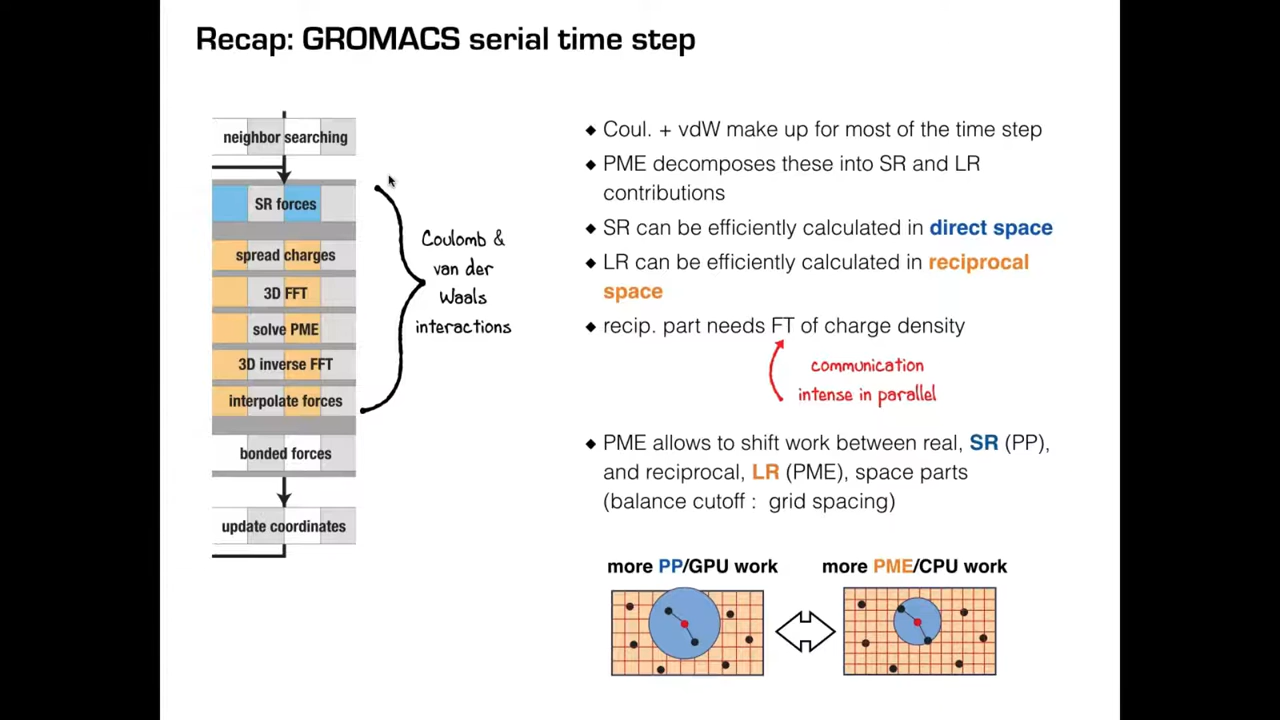 Recap: GROMACS serial time step
neighbor searching
SR forces
spread charges
3D FFT
solve PME
3D inverse FFT
interpolate forces
bonded forces
update coordinates
Coulomb &
van der
Waals
interactions
◆ Coul. + vdW make up for most of the time step
◆ PME decomposes these into SR and LR
contributions
◆ SR can be efficiently calculated in direct space
◆ LR can be efficiently calculated in reciprocal
space
◆ recip. part needs FT of charge density
communication
intense in parallel
◆ PME allows to shift work between real, SR (PP),
and reciprocal, LR (PME), space parts
(balance cutoff : grid spacing)
more PP/GPU work
more PME/CPU work